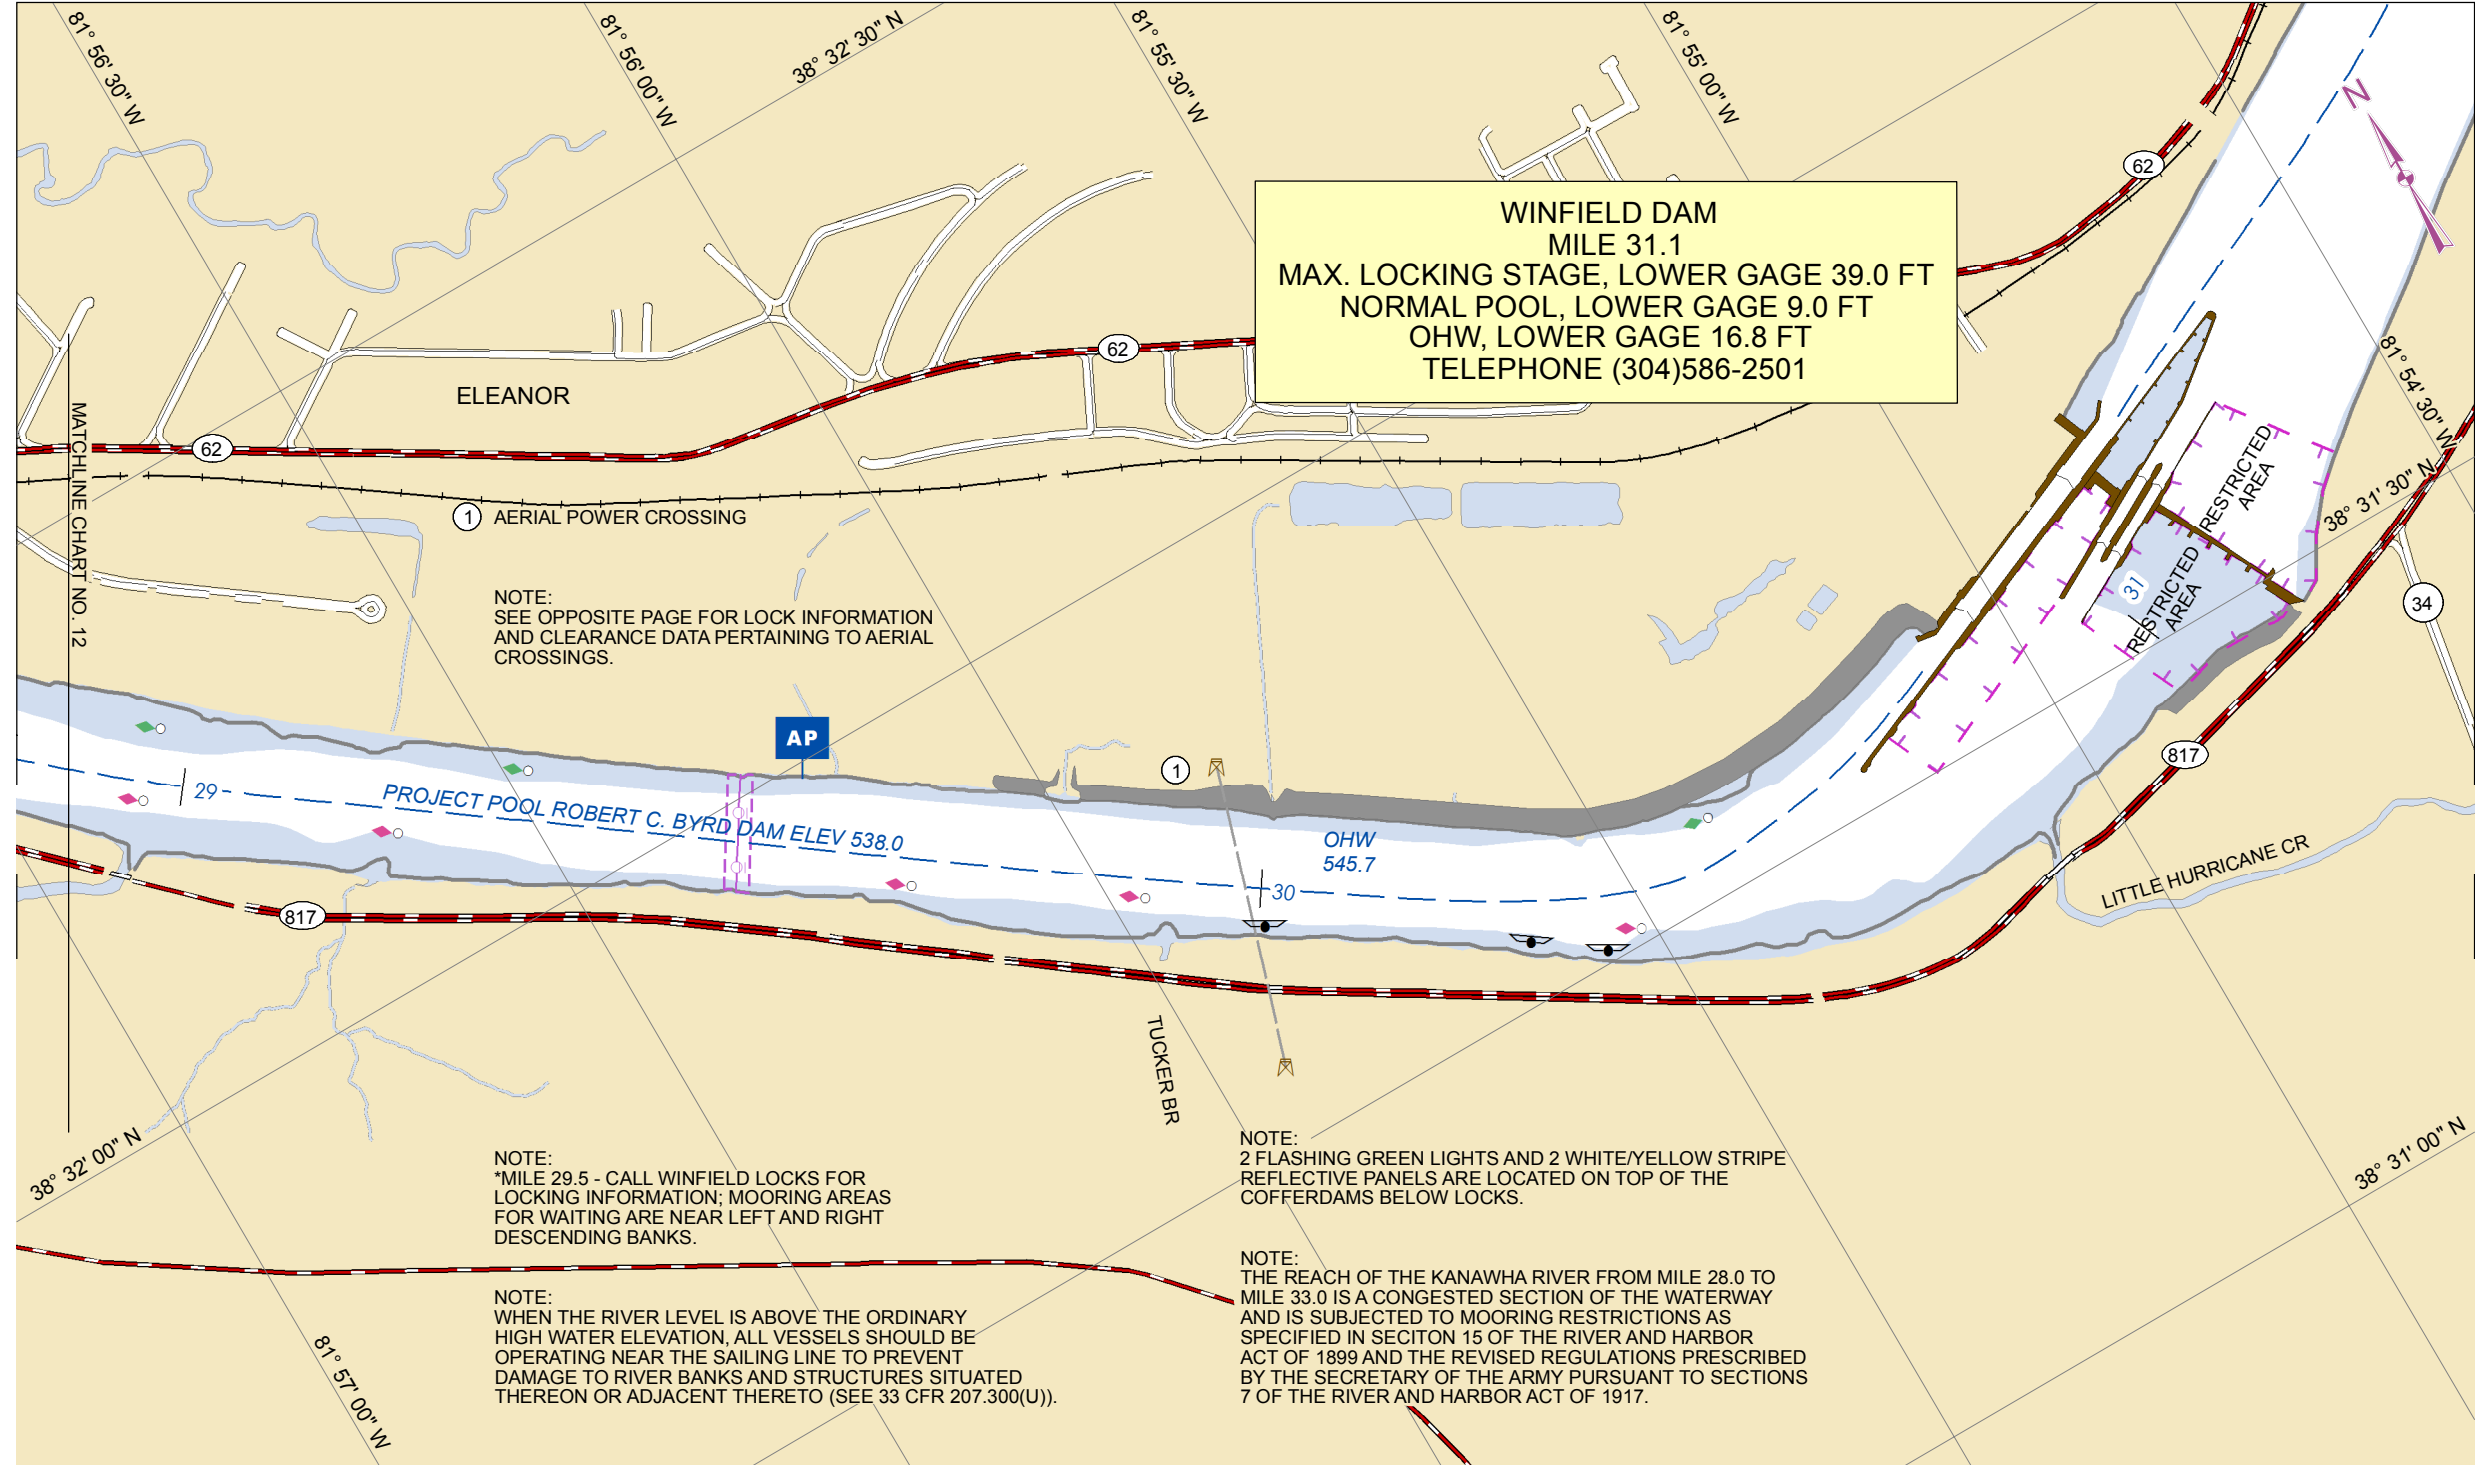 81° 56' 30" W
81° 56' 00" W
38° 32' 30" N
81° 55' 30" W
81° 55' 00" W
N
62
WINFIELD DAM
MILE 31.1
MAX. LOCKING STAGE, LOWER GAGE 39.0 FT
NORMAL POOL, LOWER GAGE 9.0 FT
OHW, LOWER GAGE 16.8 FT
TELEPHONE (304)586-2501
62
ELEANOR
62
81° 54' 30" W
38° 31' 30" N
RESTRICTED
AREA
RESTRICTED
AREA
31
34
MATCHLINE CHART NO. 12
1 AERIAL POWER CROSSING
NOTE:
SEE OPPOSITE PAGE FOR LOCK INFORMATION
AND CLEARANCE DATA PERTAINING TO AERIAL
CROSSINGS.
AP
1
817
29
PROJECT POOL ROBERT C. BYRD DAM ELEV 538.0
OHW
545.7
30
LITTLE HURRICANE CR
817
TUCKER BR
38° 32' 00" N
38° 31' 00" N
NOTE:
*MILE 29.5 - CALL WINFIELD LOCKS FOR
LOCKING INFORMATION; MOORING AREAS
FOR WAITING ARE NEAR LEFT AND RIGHT
DESCENDING BANKS.
NOTE:
2 FLASHING GREEN LIGHTS AND 2 WHITE/YELLOW STRIPE
REFLECTIVE PANELS ARE LOCATED ON TOP OF THE
COFFERDAMS BELOW LOCKS.
NOTE:
WHEN THE RIVER LEVEL IS ABOVE THE ORDINARY
HIGH WATER ELEVATION, ALL VESSELS SHOULD BE
OPERATING NEAR THE SAILING LINE TO PREVENT
DAMAGE TO RIVER BANKS AND STRUCTURES SITUATED
THEREON OR ADJACENT THERETO (SEE 33 CFR 207.300(U)).
NOTE:
THE REACH OF THE KANAWHA RIVER FROM MILE 28.0 TO
MILE 33.0 IS A CONGESTED SECTION OF THE WATERWAY
AND IS SUBJECTED TO MOORING RESTRICTIONS AS
SPECIFIED IN SECITON 15 OF THE RIVER AND HARBOR
ACT OF 1899 AND THE REVISED REGULATIONS PRESCRIBED
BY THE SECRETARY OF THE ARMY PURSUANT TO SECTIONS
7 OF THE RIVER AND HARBOR ACT OF 1917.
81° 57' 00" W